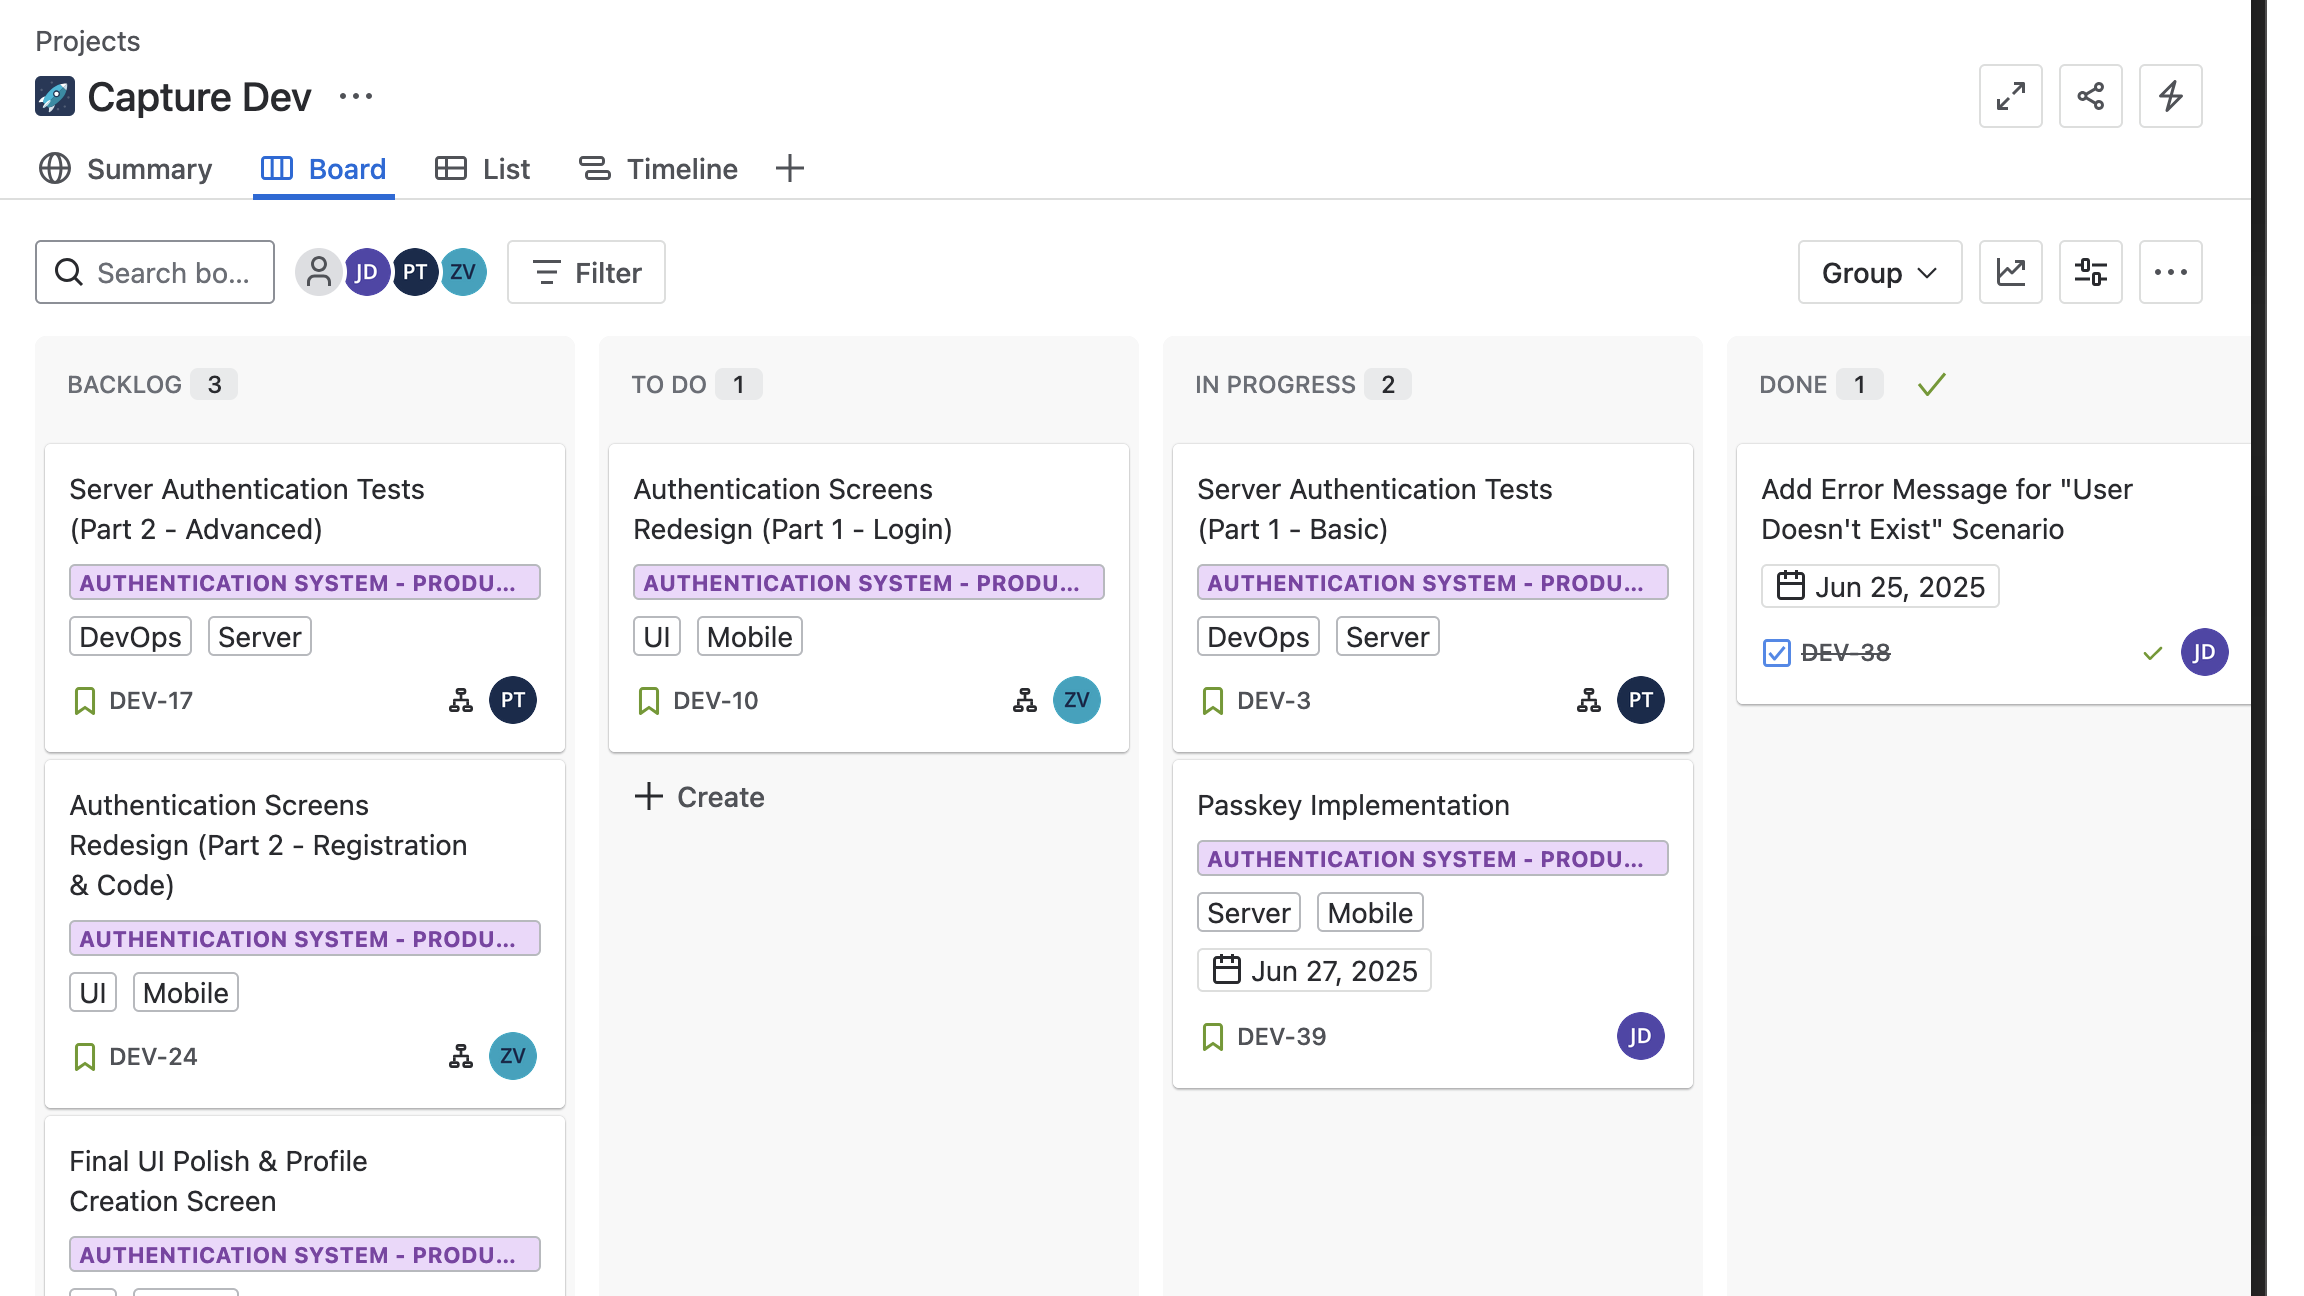 Projects
Capture Dev
Summary
Board
List
Timeline
Search bo...
JD
PT
ZV
Filter
Group
BACKLOG 3
Server Authentication Tests
(Part 2 - Advanced)
AUTHENTICATION SYSTEM - PRODU...
DevOps Server
DEV-17
PT
Authentication Screens
Redesign (Part 2 - Registration
& Code)
AUTHENTICATION SYSTEM - PRODU...
UI Mobile
DEV-24
ZV
Final UI Polish & Profile
Creation Screen
AUTHENTICATION SYSTEM - PRODU...
TO DO 1
Authentication Screens
Redesign (Part 1 - Login)
AUTHENTICATION SYSTEM - PRODU...
UI Mobile
DEV-10
ZV
Create
IN PROGRESS 2
Server Authentication Tests
(Part 1 - Basic)
AUTHENTICATION SYSTEM - PRODU...
DevOps Server
DEV-3
PT
Passkey Implementation
AUTHENTICATION SYSTEM - PRODU...
Server Mobile
Jun 27, 2025
DEV-39
JD
DONE 1
Add Error Message for "User
Doesn't Exist" Scenario
Jun 25, 2025
DEV-38
JD